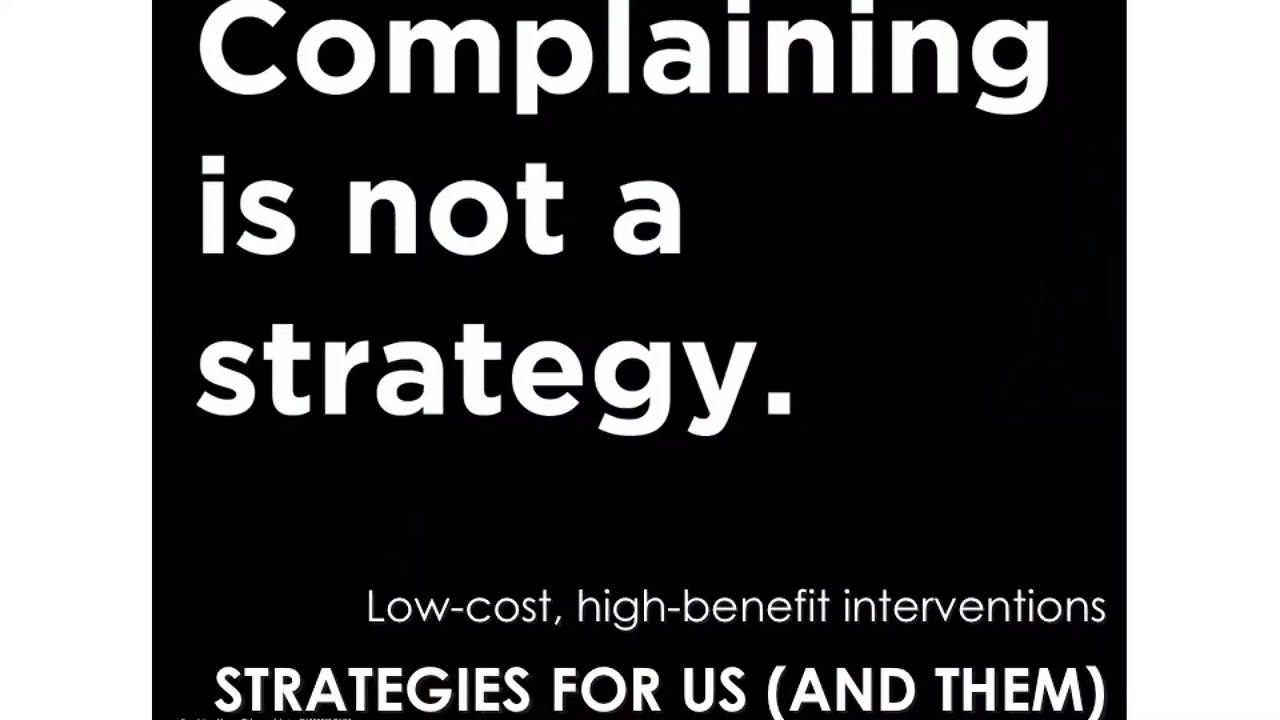 Complaining
is not a
strategy.
Low-cost, high-benefit interventions
STRATEGIES FOR US (AND THEM)